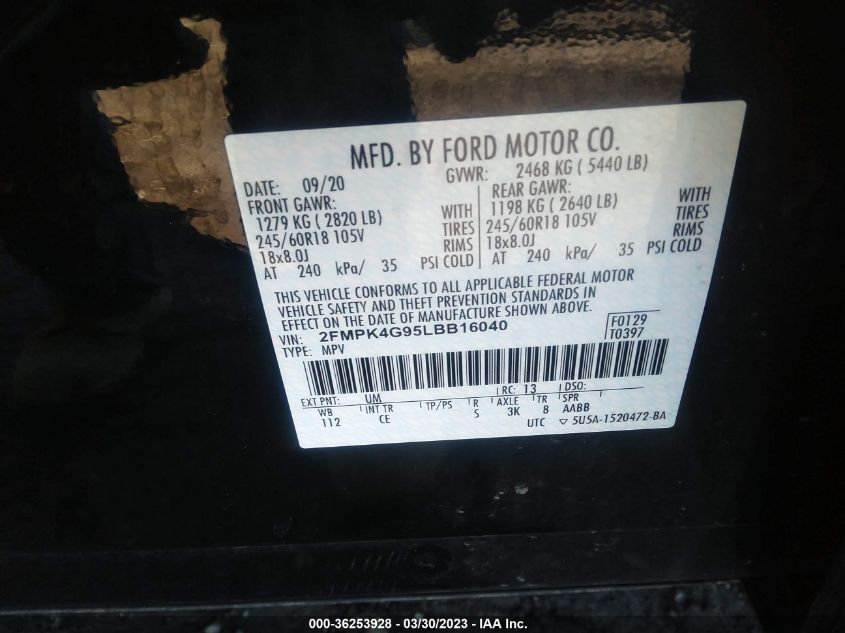 MFD. BY FORD MOTOR CO.
DATE: 09/20 GVWR: 2468 KG ( 5440 LB)
FRONT GAWR: REAR GAWR:
1279 KG ( 2820 LB) WITH 1198 KG ( 2640 LB) WITH
245/60R18 105V TIRES 245/60R18 105V TIRES
18x8.0J RIMS 18x8.0J RIMS
AT 240 kPa/ 35 PSI COLD AT 240 kPa/ 35 PSI COLD
THIS VEHICLE CONFORMS TO ALL APPLICABLE FEDERAL MOTOR
VEHICLE SAFETY AND THEFT PREVENTION STANDARDS IN
EFFECT ON THE DATE OF MANUFACTURE SHOWN ABOVE.
VIN: 2FMPK4G95LBB16040 F0129
TYPE: MPV T0397
EXT PNT: UM RC: 13 DSO:
WB INT TR TP/PS R AXLE TR SPR
112 CE S 3K 8 AABB
UTC ▽ 5U5A-1520472-BA
000-36253928 - 03/30/2023 - IAA Inc.